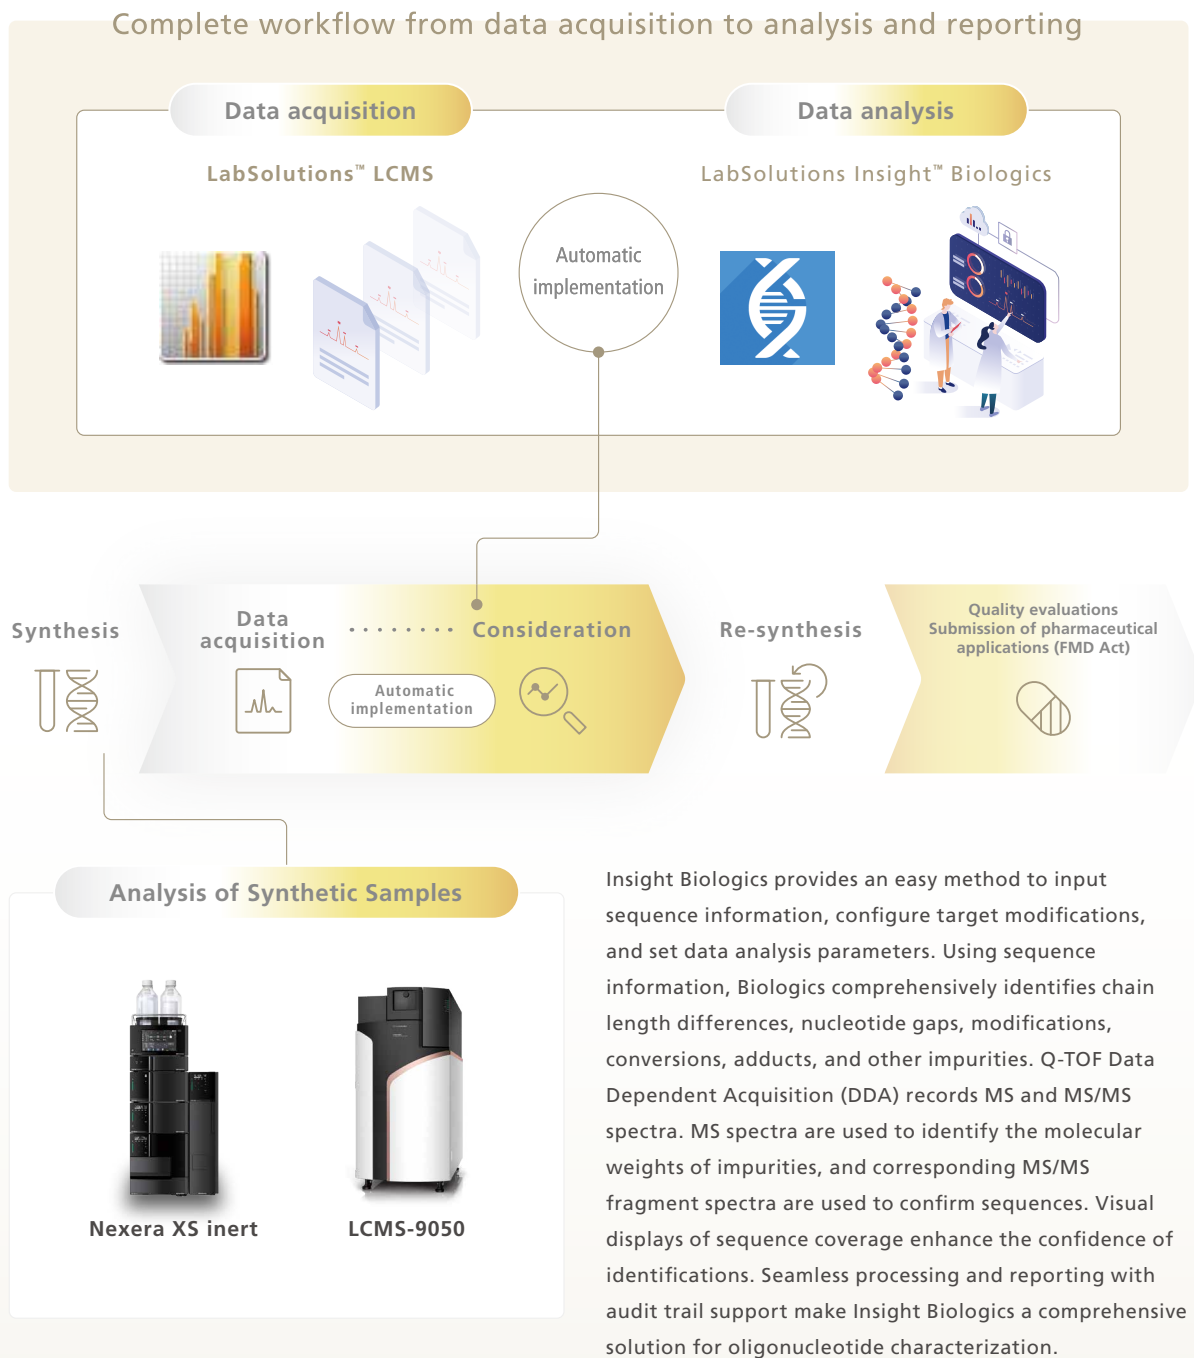 Complete workflow from data acquisition to analysis and reporting
Data acquisition
Data analysis
LabSolutions™ LCMS
LabSolutions Insight™ Biologics
Automatic
implementation
Synthesis
Data
acquisition
Consideration
Automatic
implementation
Re-synthesis
Quality evaluations
Submission of pharmaceutical
applications (FMD Act)
Analysis of Synthetic Samples
Nexera XS inert
LCMS-9050
Insight Biologics provides an easy method to input
sequence information, configure target modifications,
and set data analysis parameters. Using sequence
information, Biologics comprehensively identifies chain
length differences, nucleotide gaps, modifications,
conversions, adducts, and other impurities. Q-TOF Data
Dependent Acquisition (DDA) records MS and MS/MS
spectra. MS spectra are used to identify the molecular
weights of impurities, and corresponding MS/MS
fragment spectra are used to confirm sequences. Visual
displays of sequence coverage enhance the confidence of
identifications. Seamless processing and reporting with
audit trail support make Insight Biologics a comprehensive
solution for oligonucleotide characterization.